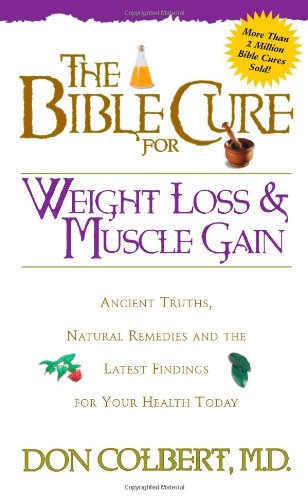 THE
BIBLE CURE
FOR
More Than
2 Million
Bible Cures
Sold!
WEIGHT LOSS &
MUSCLE GAIN
ANCIENT TRUTHS,
NATURAL REMEDIES AND THE
LATEST FINDINGS
FOR YOUR HEALTH TODAY
DON COLBERT, M.D.